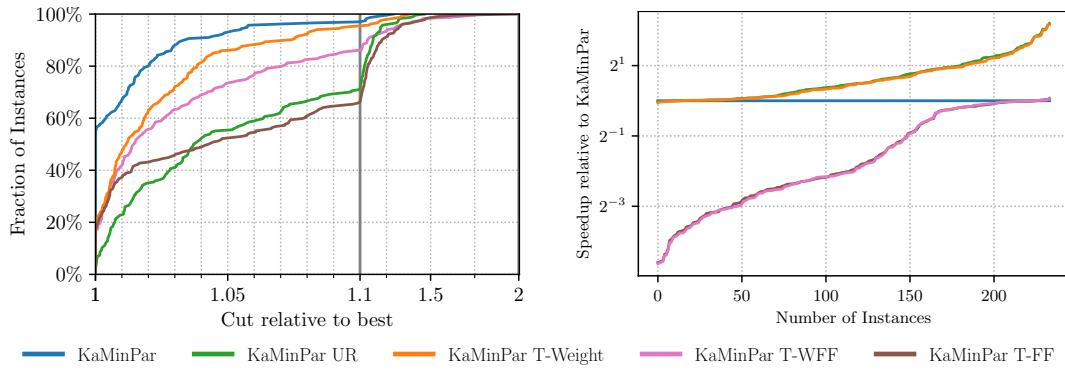 100%
80%
60%
40%
20%
0%
Fraction of Instances
1
1.05
1.1
1.5
2
Cut relative to best
2^1
2^−1
2^−3
Speedup relative to KaMinPar
0
50
100
150
200
Number of Instances
KaMinPar
KaMinPar UR
KaMinPar T-Weight
KaMinPar T-WFF
KaMinPar T-FF